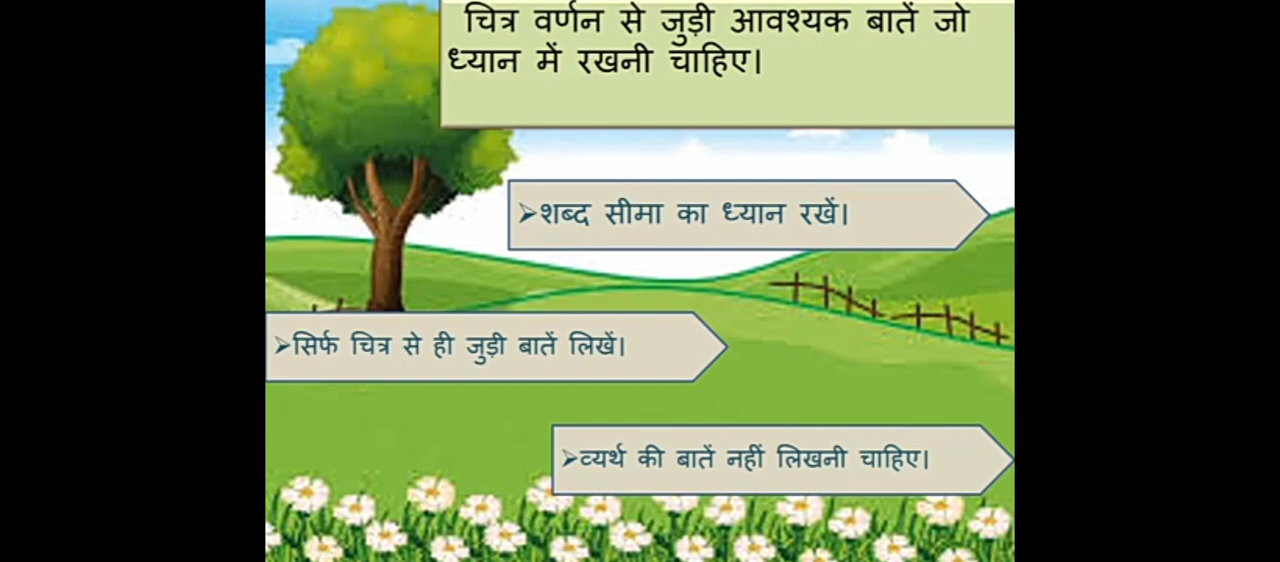 चित्र वर्णन से जुड़ी आवश्यक बातें जो
ध्यान में रखनी चाहिए।
➢शब्द सीमा का ध्यान रखें।
➢सिर्फ चित्र से ही जुड़ी बातें लिखें।
➢व्यर्थ की बातें नहीं लिखनी चाहिए।